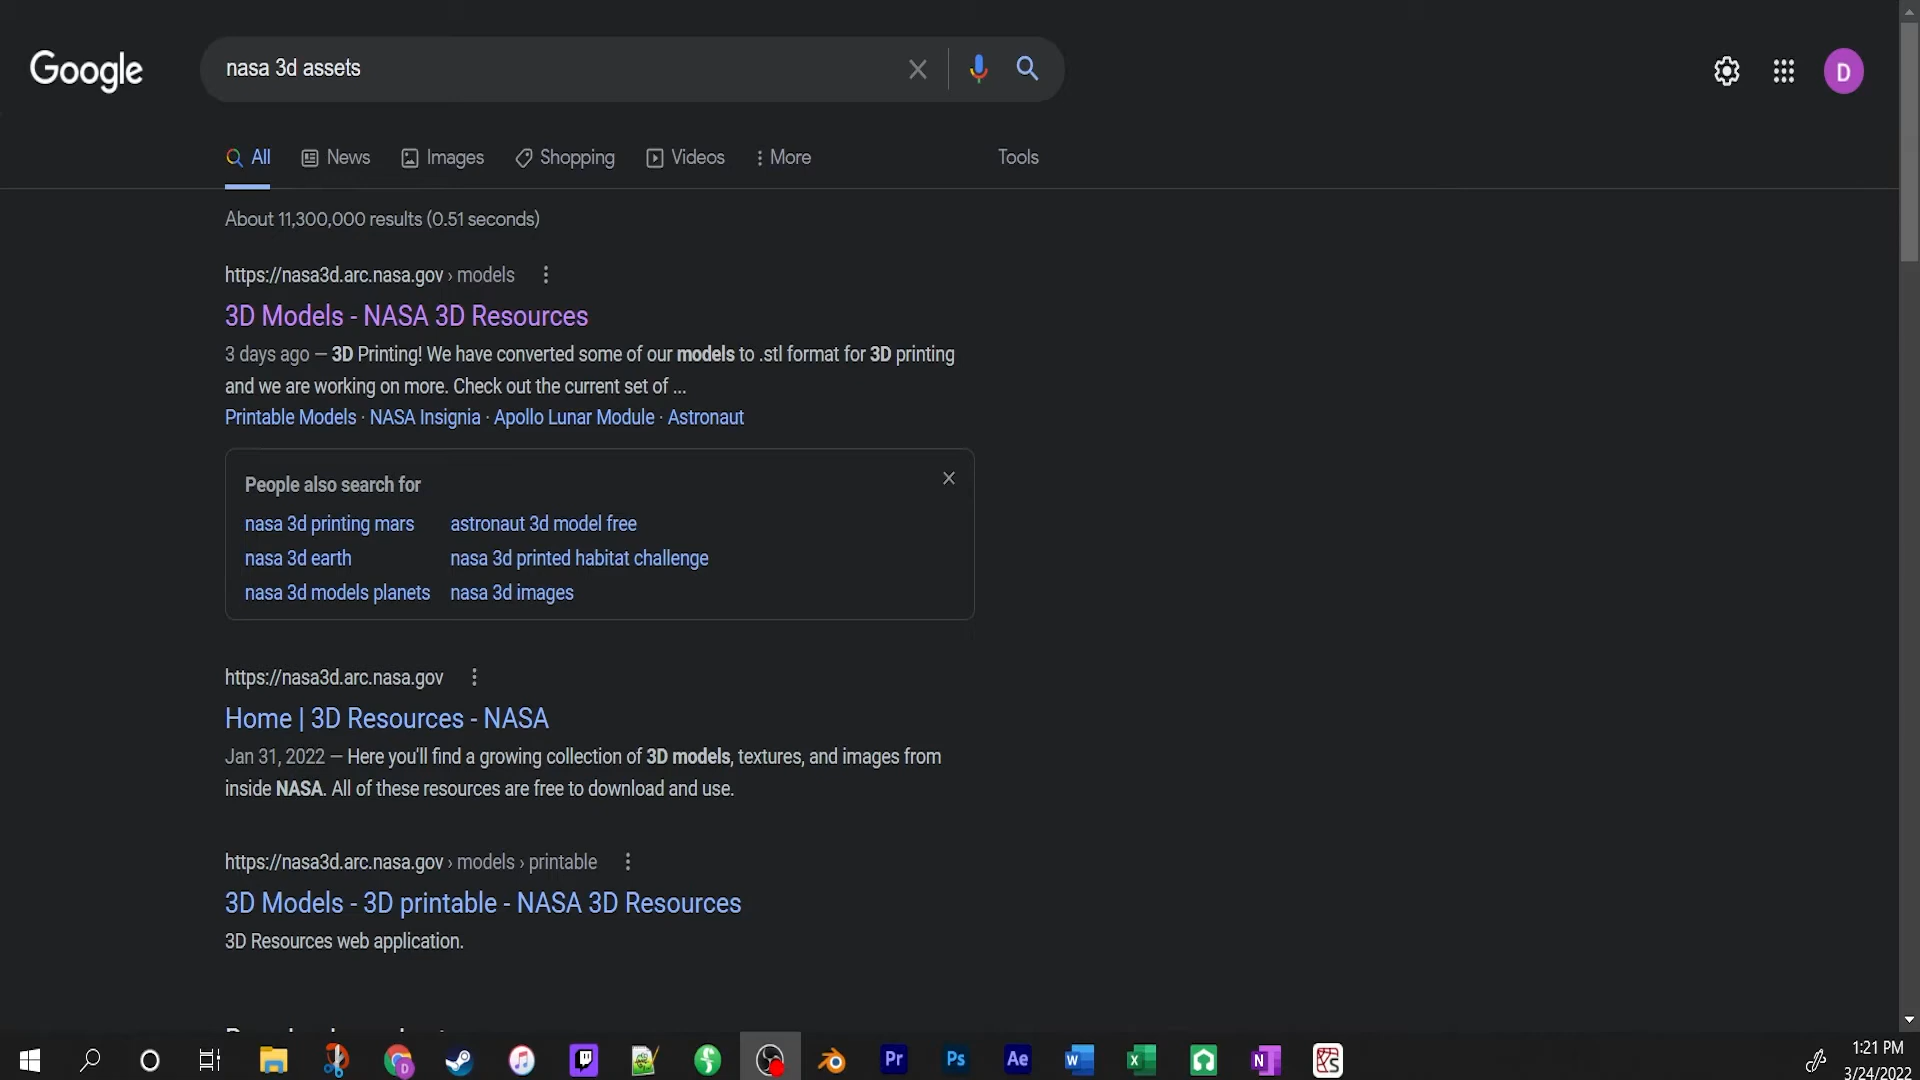 Google
nasa 3d assets
D
All News Images Shopping Videos More Tools
About 11,300,000 results (0.51 seconds)
https://nasa3d.arc.nasa.gov › models
3D Models - NASA 3D Resources
3 days ago — 3D Printing! We have converted some of our models to .stl format for 3D printing
and we are working on more. Check out the current set of ...
Printable Models · NASA Insignia · Apollo Lunar Module · Astronaut
People also search for
nasa 3d printing mars astronaut 3d model free
nasa 3d earth nasa 3d printed habitat challenge
nasa 3d models planets nasa 3d images
https://nasa3d.arc.nasa.gov
Home | 3D Resources - NASA
Jan 31, 2022 — Here you'll find a growing collection of 3D models, textures, and images from
inside NASA. All of these resources are free to download and use.
https://nasa3d.arc.nasa.gov › models › printable
3D Models - 3D printable - NASA 3D Resources
3D Resources web application.
D Pr Ps Ae W X N
1:21 PM
3/24/2022